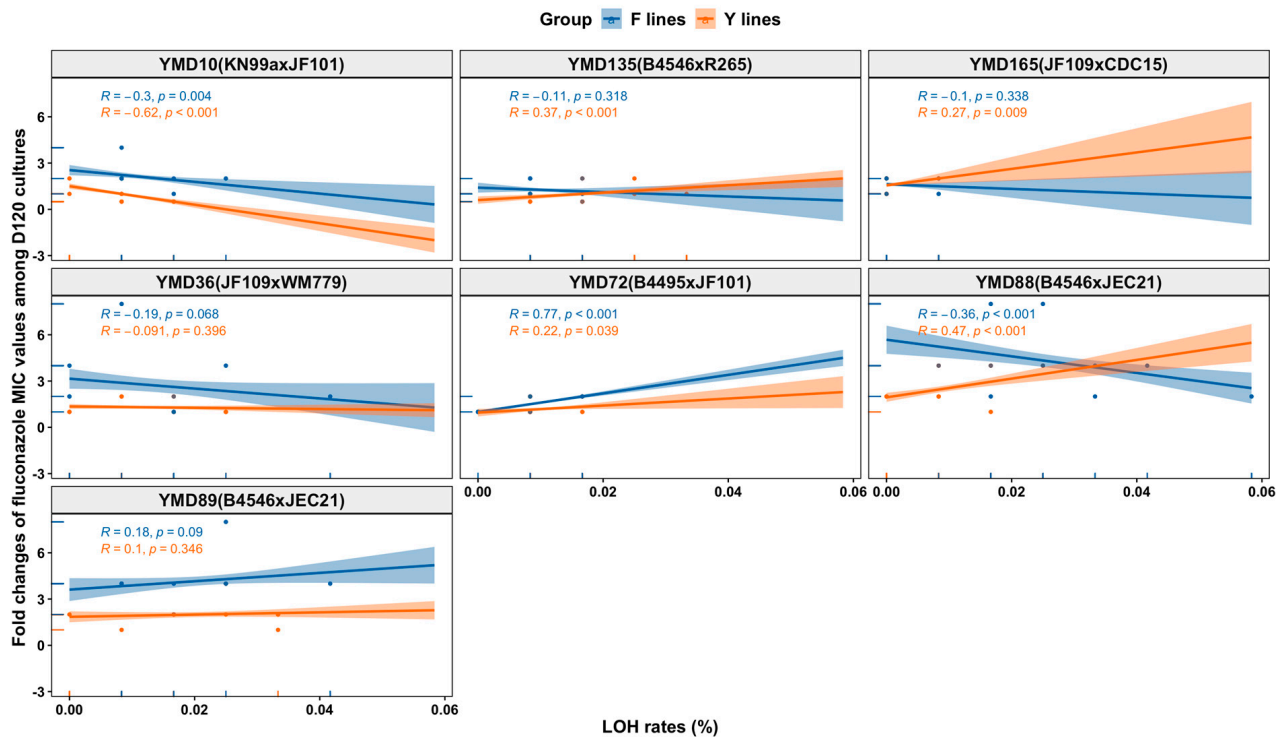 Group a F lines a Y lines
Fold changes of fluconazole MIC values among D120 cultures
YMD10(KN99axJF101)
R = −0.3, p = 0.004
R = −0.62, p < 0.001
6
3
0
-3
YMD135(B4546xR265)
R = −0.11, p = 0.318
R = 0.37, p < 0.001
YMD165(JF109xCDC15)
R = −0.1, p = 0.338
R = 0.27, p = 0.009
YMD36(JF109xWM779)
R = −0.19, p = 0.068
R = −0.091, p = 0.396
6
3
0
-3
YMD72(B4495xJF101)
R = 0.77, p < 0.001
R = 0.22, p = 0.039
0.00 0.02 0.04 0.06
YMD88(B4546xJEC21)
R = −0.36, p < 0.001
R = 0.47, p < 0.001
0.00 0.02 0.04 0.06
YMD89(B4546xJEC21)
R = 0.18, p = 0.09
R = 0.1, p = 0.346
6
3
0
-3
0.00 0.02 0.04 0.06
LOH rates (%)